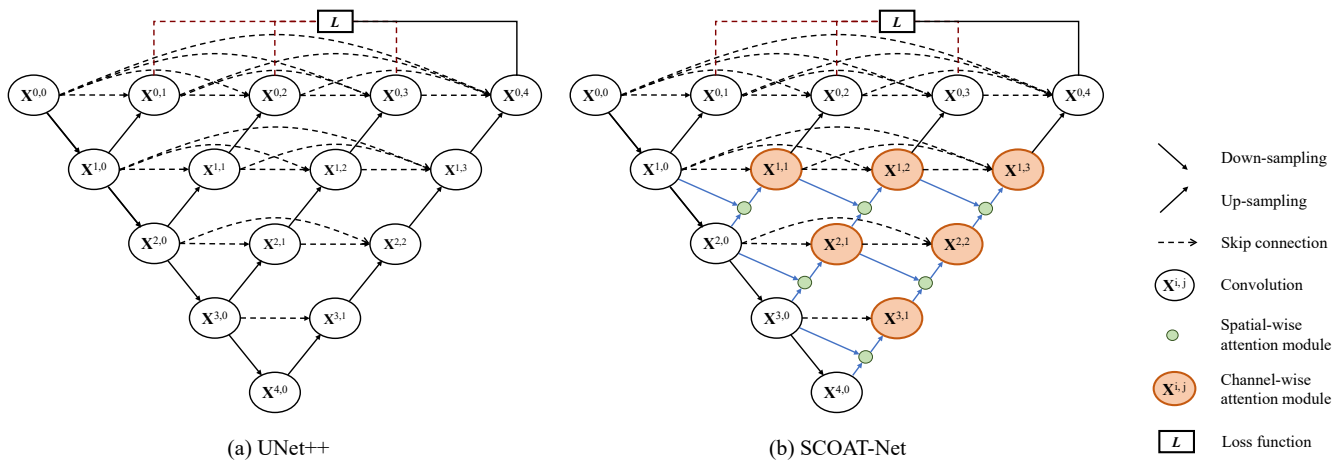 L L
X0,0 X0,1 X0,2 X0,3 X0,4 X0,0 X0,1 X0,2 X0,3 X0,4
X1,0 X1,1 X1,2 X1,3 X1,0 X1,1 X1,2 X1,3
X2,0 X2,1 X2,2 X2,0 X2,1 X2,2
X3,0 X3,1 X3,0 X3,1
X4,0 X4,0
(a) UNet++ (b) SCOAT-Net
Down-sampling
Up-sampling
Skip connection
Xi, j Convolution
Spatial-wise
attention module
Xi, j Channel-wise
attention module
L Loss function